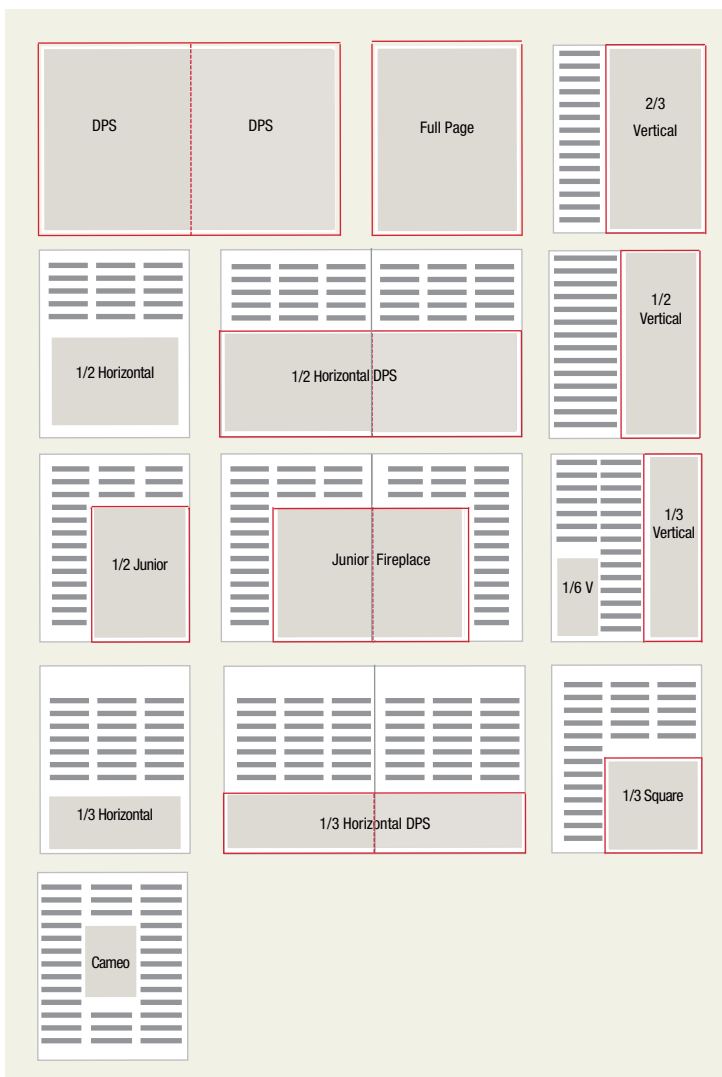 DPS
DPS
Full Page
2/3
Vertical
1/2 Horizontal
1/2 Horizontal DPS
1/2
Vertical
1/2 Junior
Junior Fireplace
1/3
Vertical
1/6 V
1/3 Horizontal
1/3 Horizontal DPS
1/3 Square
Cameo